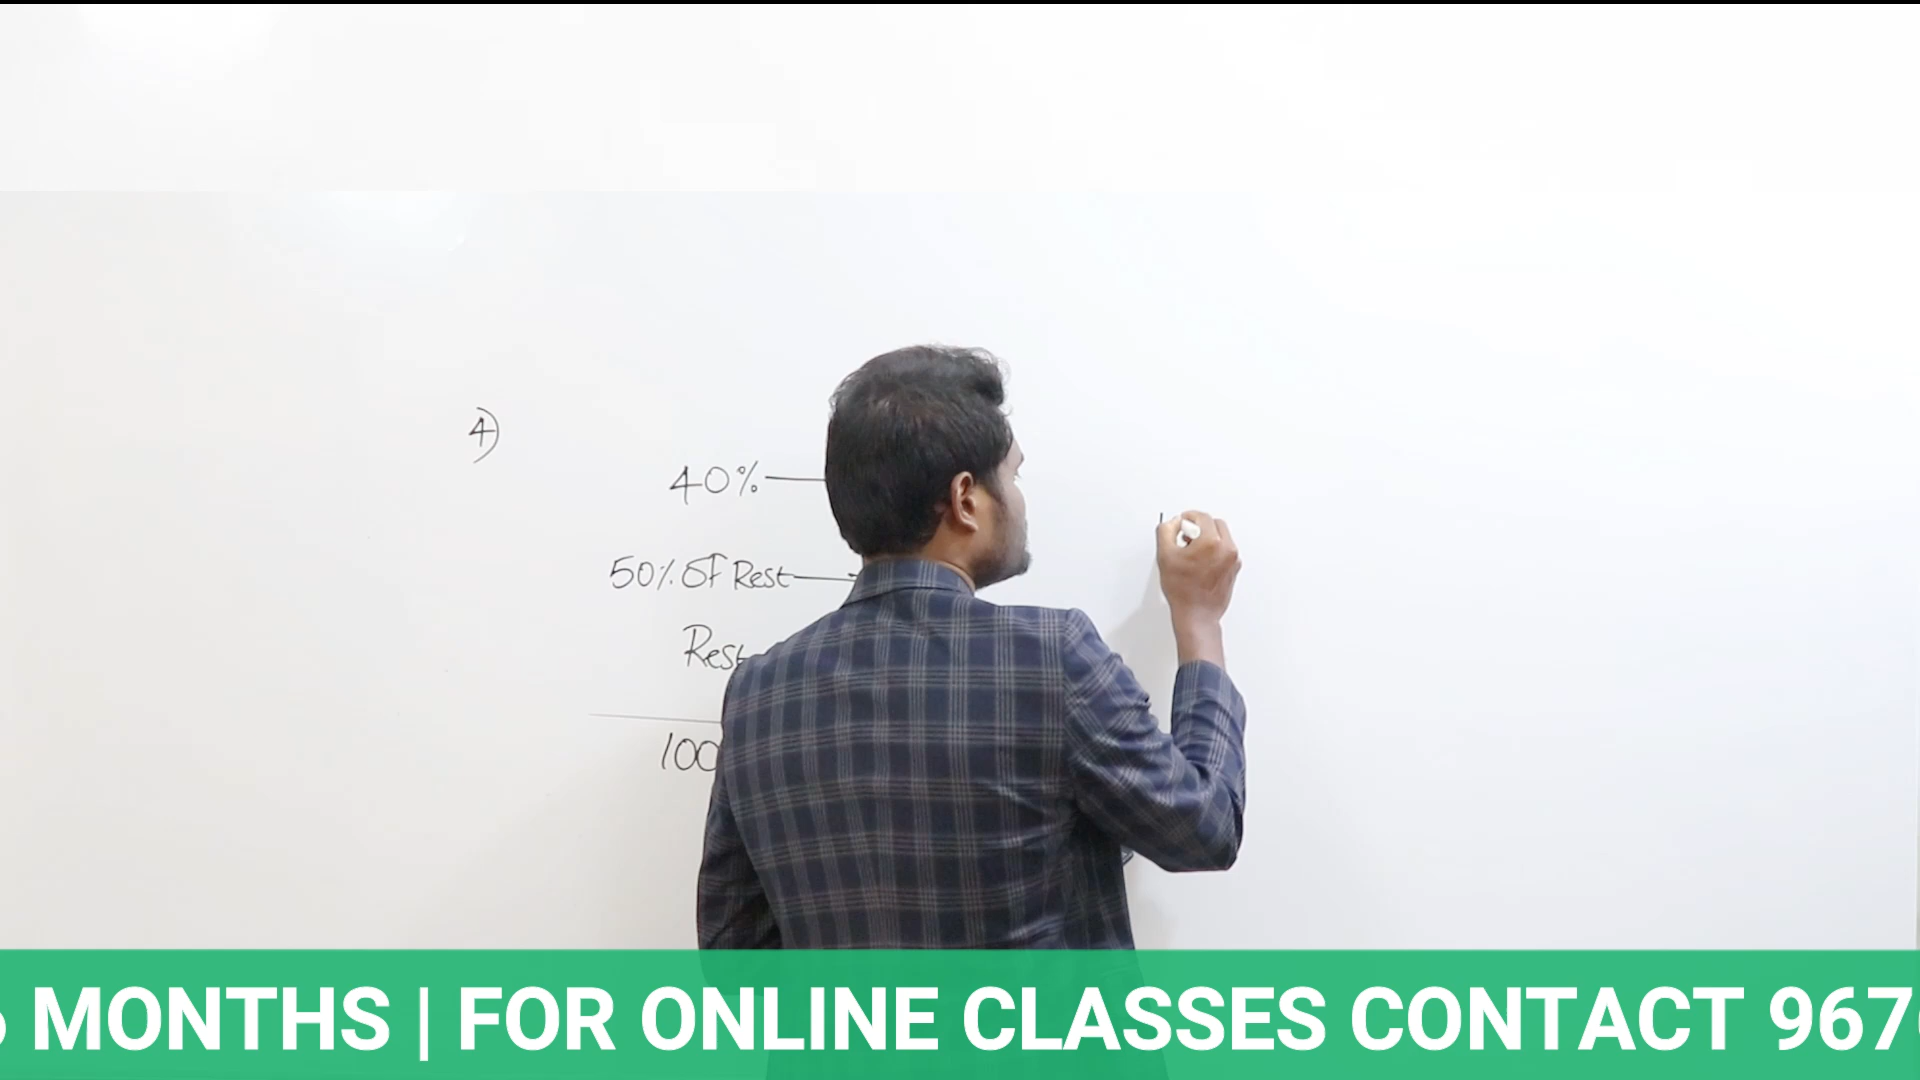 4)
40%
50% of Rest
Rest
100
MONTHS | FOR ONLINE CLASSES CONTACT 967